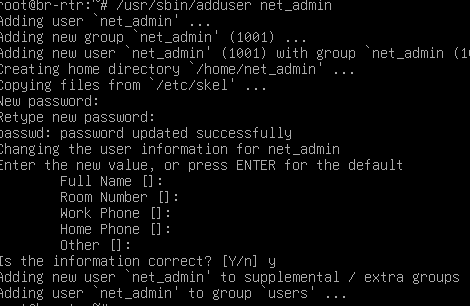 root@br-rtr:~# /usr/sbin/adduser net_admin
Adding user `net_admin' ...
Adding new group `net_admin' (1001) ...
Adding new user `net_admin' (1001) with group `net_admin (10
Creating home directory `/home/net_admin' ...
Copying files from `/etc/skel' ...
New password:
Retype new password:
passwd: password updated successfully
Changing the user information for net_admin
Enter the new value, or press ENTER for the default
Full Name []:
Room Number []:
Work Phone []:
Home Phone []:
Other []:
Is the information correct? [Y/n] y
Adding new user `net_admin' to supplemental / extra groups
Adding user `net_admin' to group `users' ...